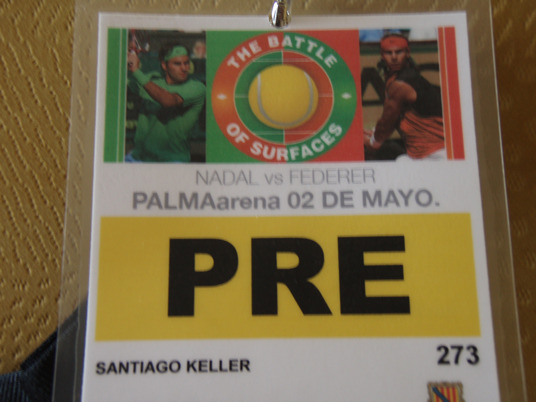 THE BATTLE
OF SURFACES
NADAL vs FEDERER
PALMAarena 02 DE MAYO.
PRE
SANTIAGO KELLER
273